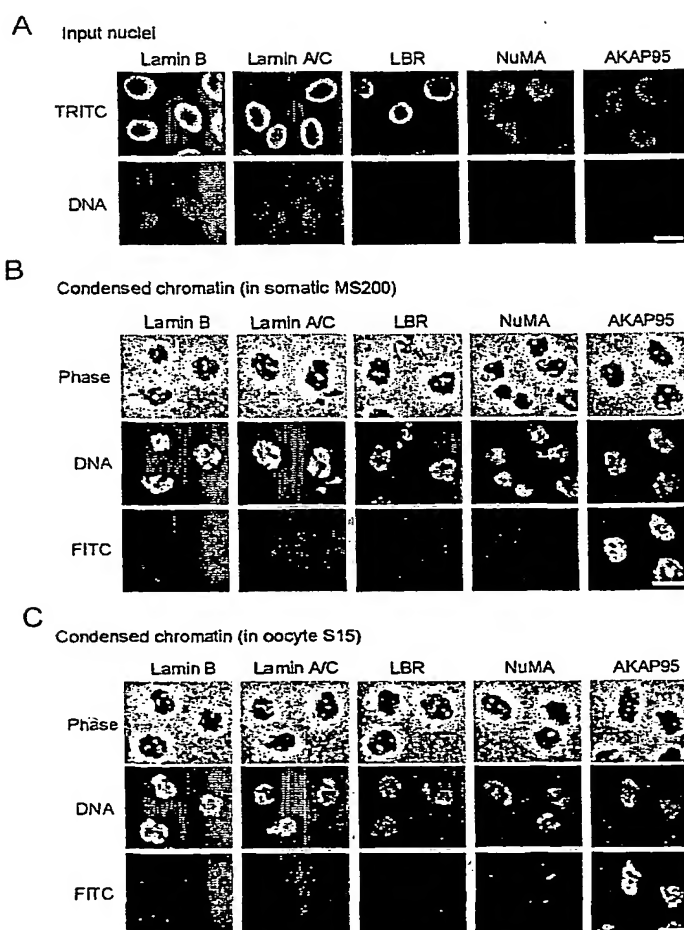 A
Input nuclei
Lamin B Lamin A/C LBR NuMA AKAP95
TRITC
DNA
B
Condensed chromatin (in somatic MS200)
Lamin B Lamin A/C LBR NuMA AKAP95
Phase
DNA
FITC
C
Condensed chromatin (in oocyte S15)
Lamin B Lamin A/C LBR NuMA AKAP95
Phase
DNA
FITC